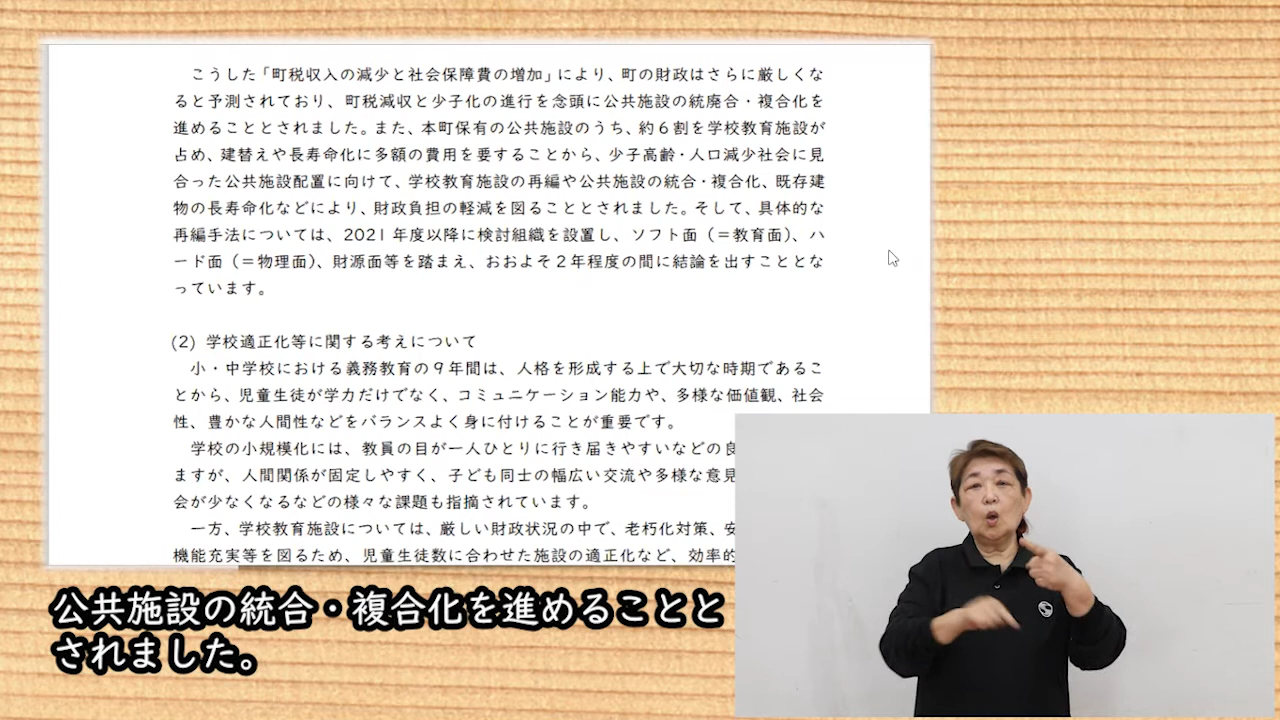 こうした「町税収入の減少と社会保障費の増加」により、町の財政はさらに厳しくな
ると予測されており、町税減収と少子化の進行を念頭に公共施設の統廃合・複合化を
進めることとされました。また、本町保有の公共施設のうち、約６割を学校教育施設が
占め、建替えや長寿命化に多額の費用を要することから、少子高齢・人口減少社会に見
合った公共施設配置に向けて、学校教育施設の再編や公共施設の統合・複合化、既存建
物の長寿命化などにより、財政負担の軽減を図ることとされました。そして、具体的な
再編手法については、2021年度以降に検討組織を設置し、ソフト面（＝教育面）、ハ
ード面（＝物理面）、財源面等を踏まえ、おおよそ２年程度の間に結論を出すこととな
っています。
(2) 学校適正化等に関する考えについて
小・中学校における義務教育の９年間は、人格を形成する上で大切な時期であるこ
とから、児童生徒が学力だけでなく、コミュニケーション能力や、多様な価値観、社会
性、豊かな人間性などをバランスよく身に付けることが重要です。
学校の小規模化には、教員の目が一人ひとりに行き届きやすいなどの良
ますが、人間関係が固定しやすく、子ども同士の幅広い交流や多様な意見
会が少なくなるなどの様々な課題も指摘されています。
一方、学校教育施設については、厳しい財政状況の中で、老朽化対策、安
機能充実等を図るため、児童生徒数に合わせた施設の適正化など、効率的
公共施設の統合・複合化を進めることと
されました。